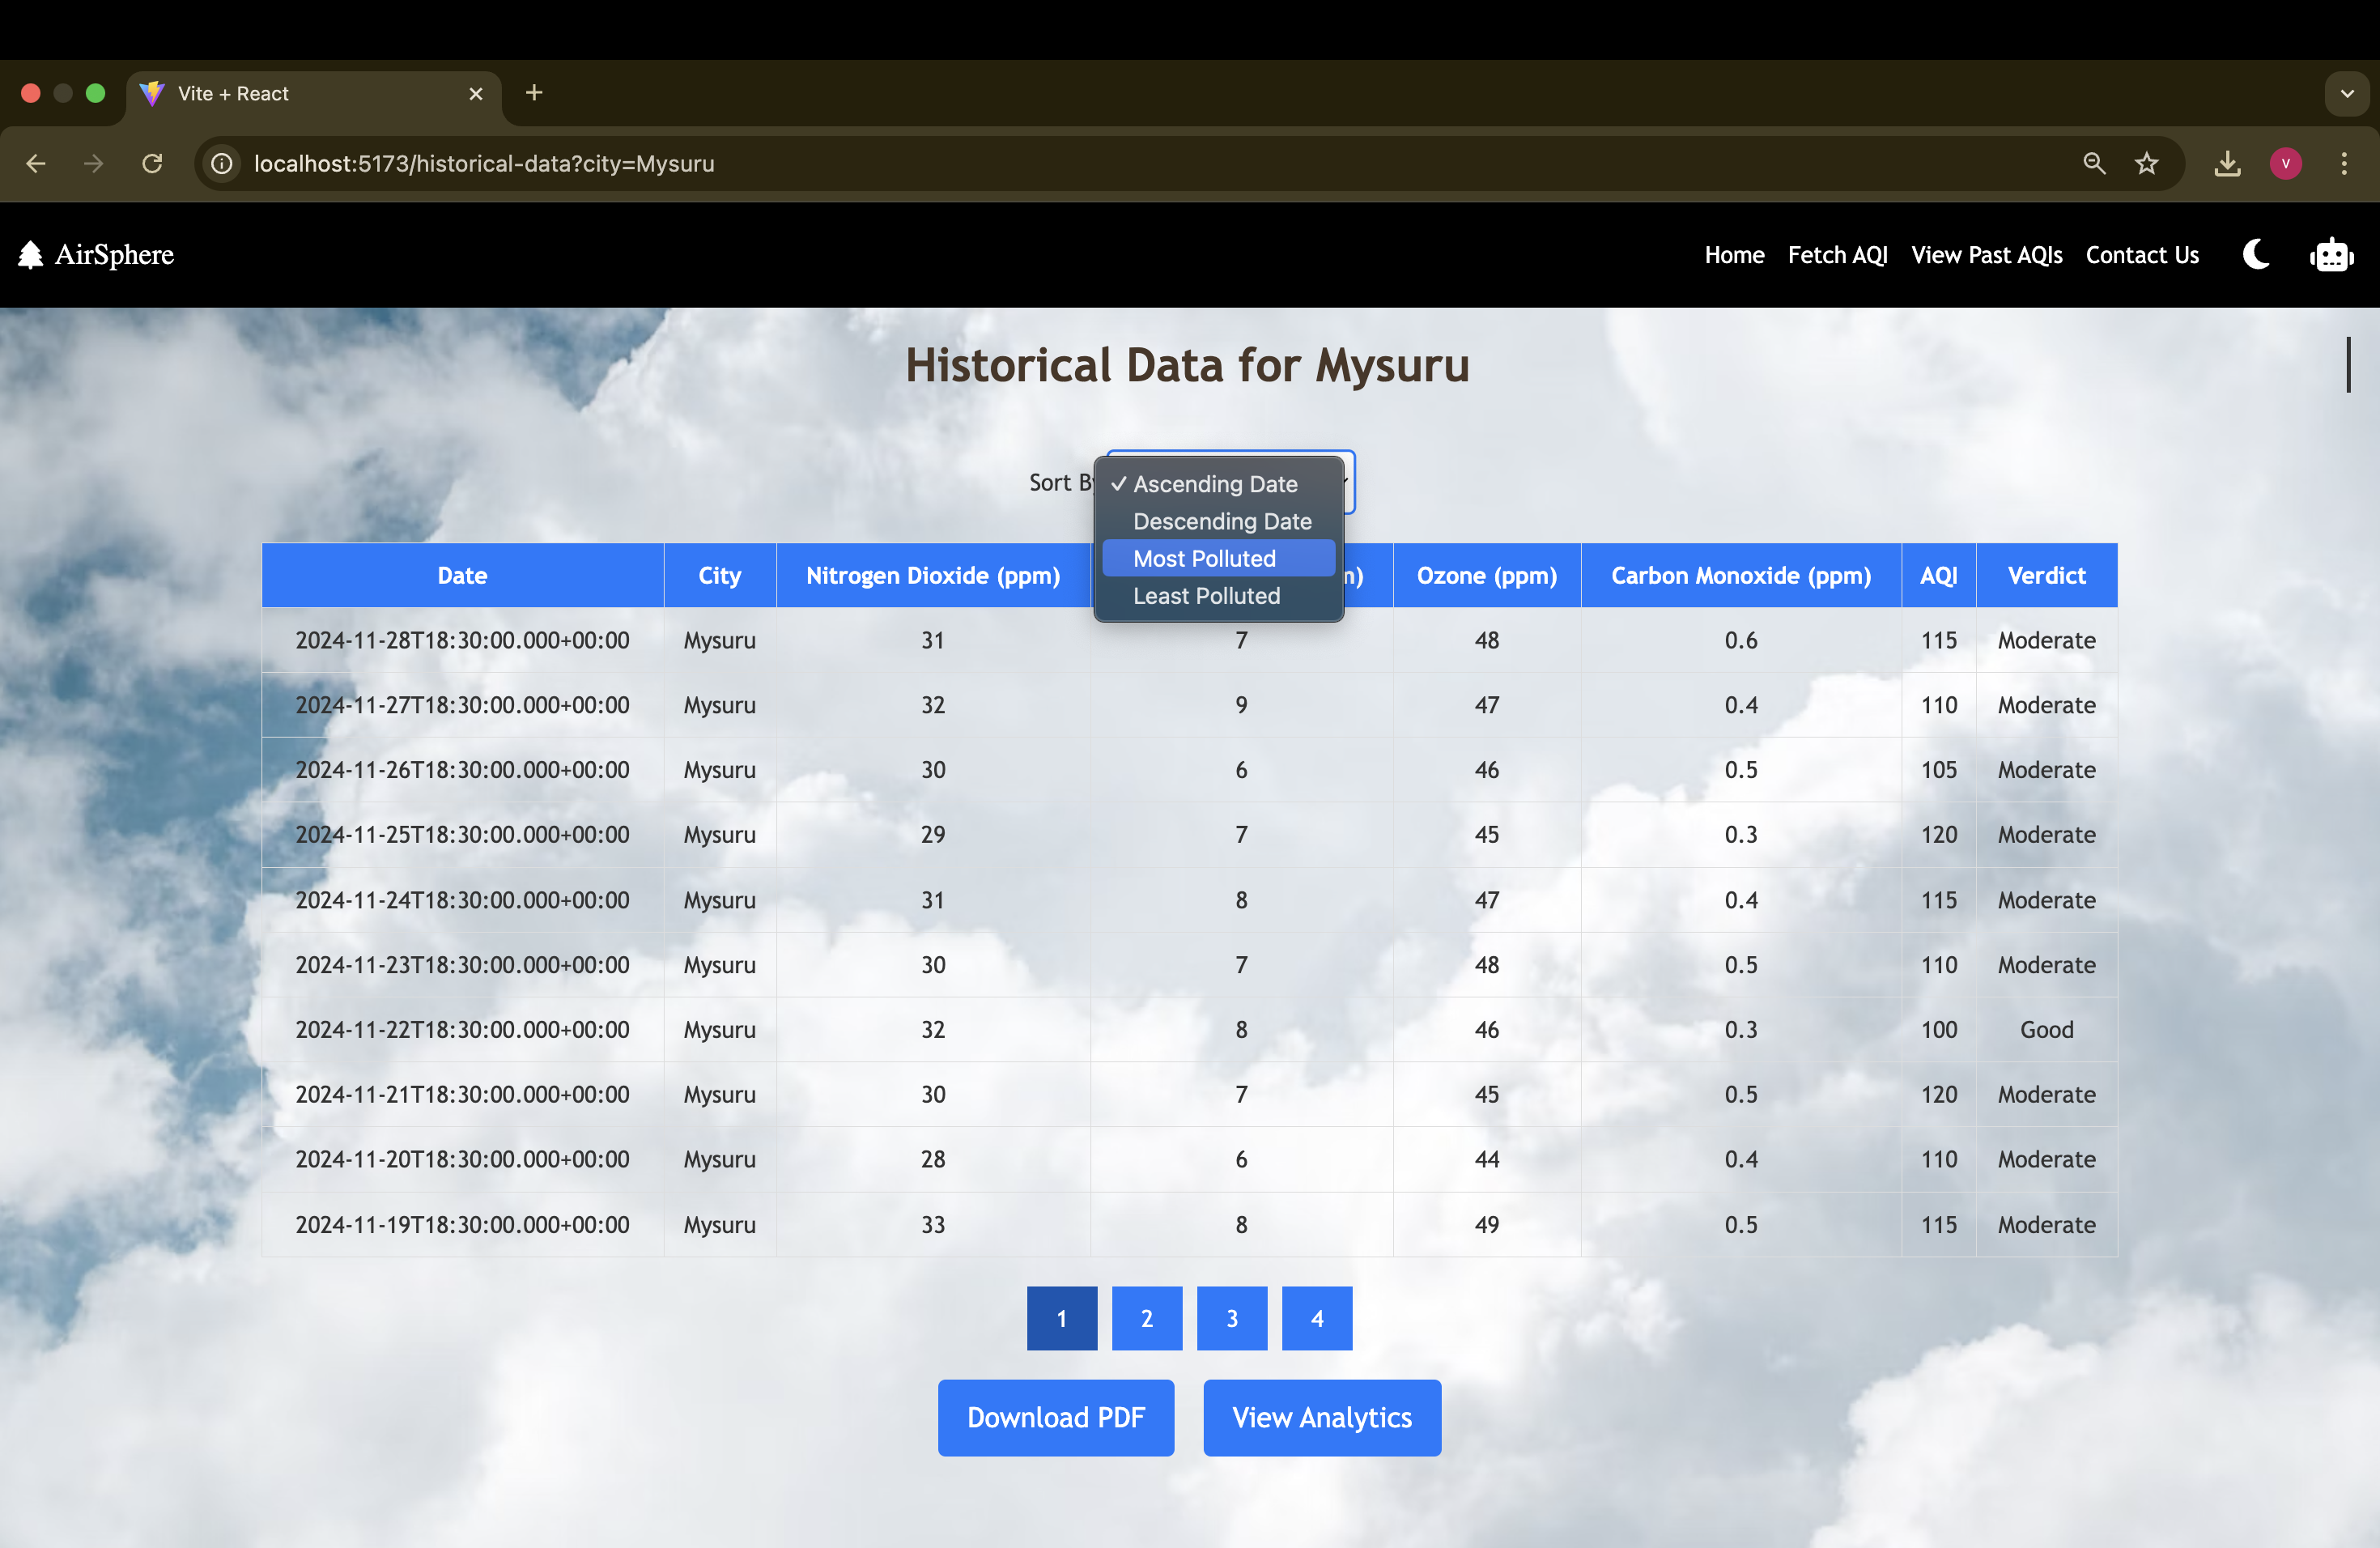 Vite + React
localhost:5173/historical-data?city=Mysuru
V
AirSphere
Home Fetch AQI View Past AQIs Contact Us
Historical Data for Mysuru
Sort
✓ Ascending Date
Descending Date
Most Polluted
Least Polluted
Date City Nitrogen Dioxide (ppm) Ozone (ppm) Carbon Monoxide (ppm) AQI Verdict
2024-11-28T18:30:00.000+00:00 Mysuru 31 7 48 0.6 115 Moderate
2024-11-27T18:30:00.000+00:00 Mysuru 32 9 47 0.4 110 Moderate
2024-11-26T18:30:00.000+00:00 Mysuru 30 6 46 0.5 105 Moderate
2024-11-25T18:30:00.000+00:00 Mysuru 29 7 45 0.3 120 Moderate
2024-11-24T18:30:00.000+00:00 Mysuru 31 8 47 0.4 115 Moderate
2024-11-23T18:30:00.000+00:00 Mysuru 30 7 48 0.5 110 Moderate
2024-11-22T18:30:00.000+00:00 Mysuru 32 8 46 0.3 100 Good
2024-11-21T18:30:00.000+00:00 Mysuru 30 7 45 0.5 120 Moderate
2024-11-20T18:30:00.000+00:00 Mysuru 28 6 44 0.4 110 Moderate
2024-11-19T18:30:00.000+00:00 Mysuru 33 8 49 0.5 115 Moderate
1 2 3 4
Download PDF View Analytics